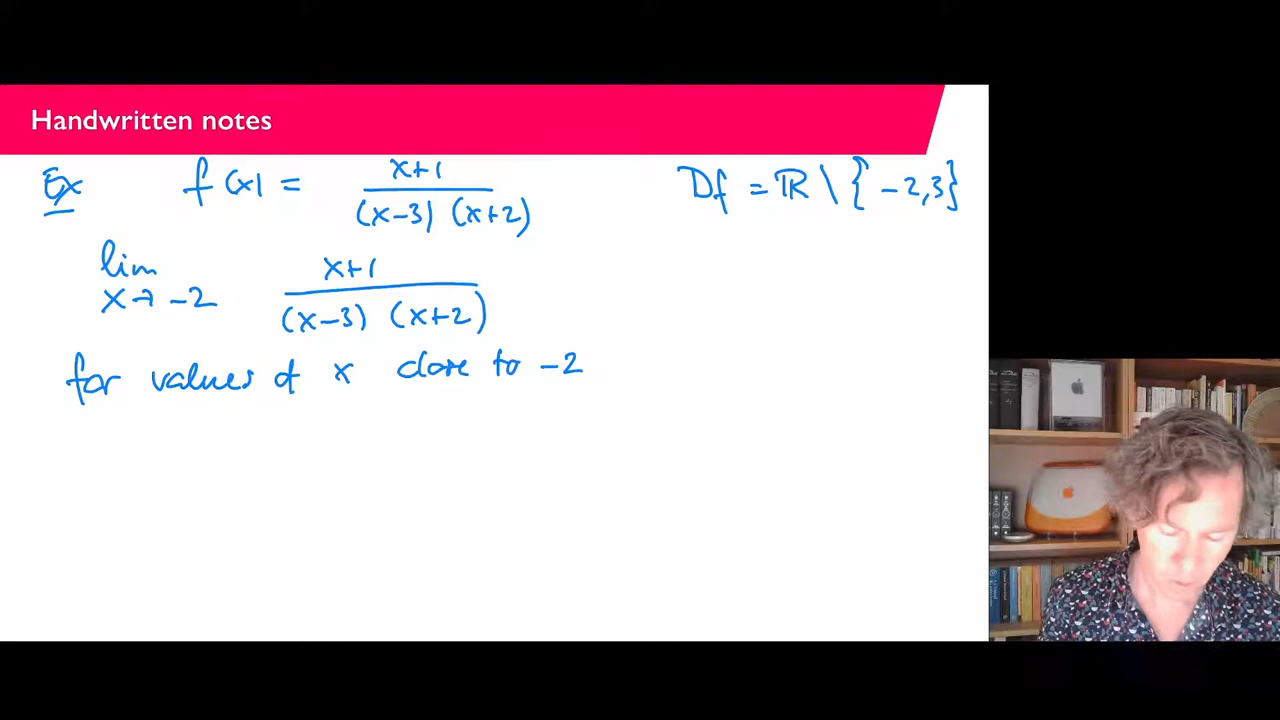 Handwritten notes
Ex f(x) = x+1 / (x-3) (x+2) Df = ℝ \ { -2,3}
lim x→ -2 x+1 / (x-3) (x+2)
for values of x close to -2